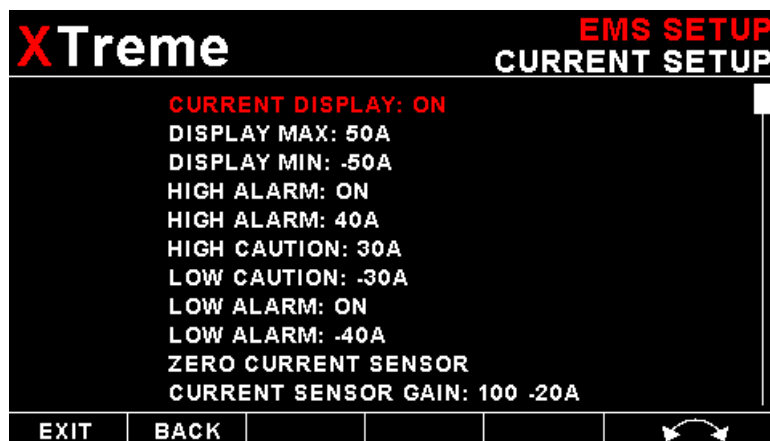 XTreme
EMS SETUP
CURRENT SETUP
CURRENT DISPLAY: ON
DISPLAY MAX: 50A
DISPLAY MIN: -50A
HIGH ALARM: ON
HIGH ALARM: 40A
HIGH CAUTION: 30A
LOW CAUTION: -30A
LOW ALARM: ON
LOW ALARM: -40A
ZERO CURRENT SENSOR
CURRENT SENSOR GAIN: 100 -20A
EXIT BACK